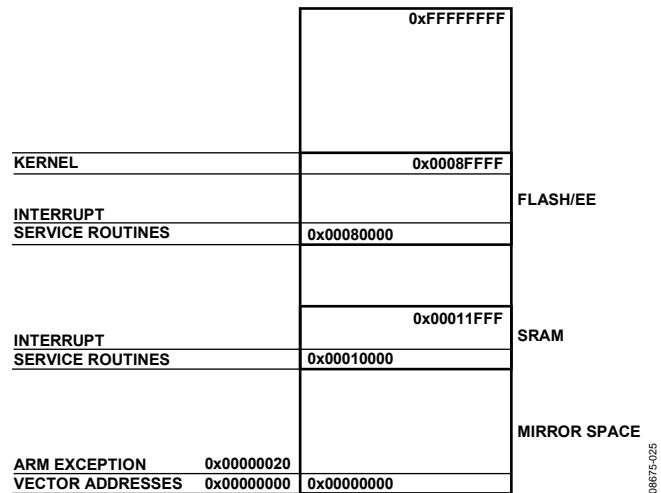 0xFFFFFFFF
KERNEL 0x0008FFFF
FLASH/EE
INTERRUPT
SERVICE ROUTINES 0x00080000
0x00011FFF
SRAM
INTERRUPT
SERVICE ROUTINES 0x00010000
MIRROR SPACE
ARM EXCEPTION 0x00000020
VECTOR ADDRESSES 0x00000000 0x00000000
08675-025